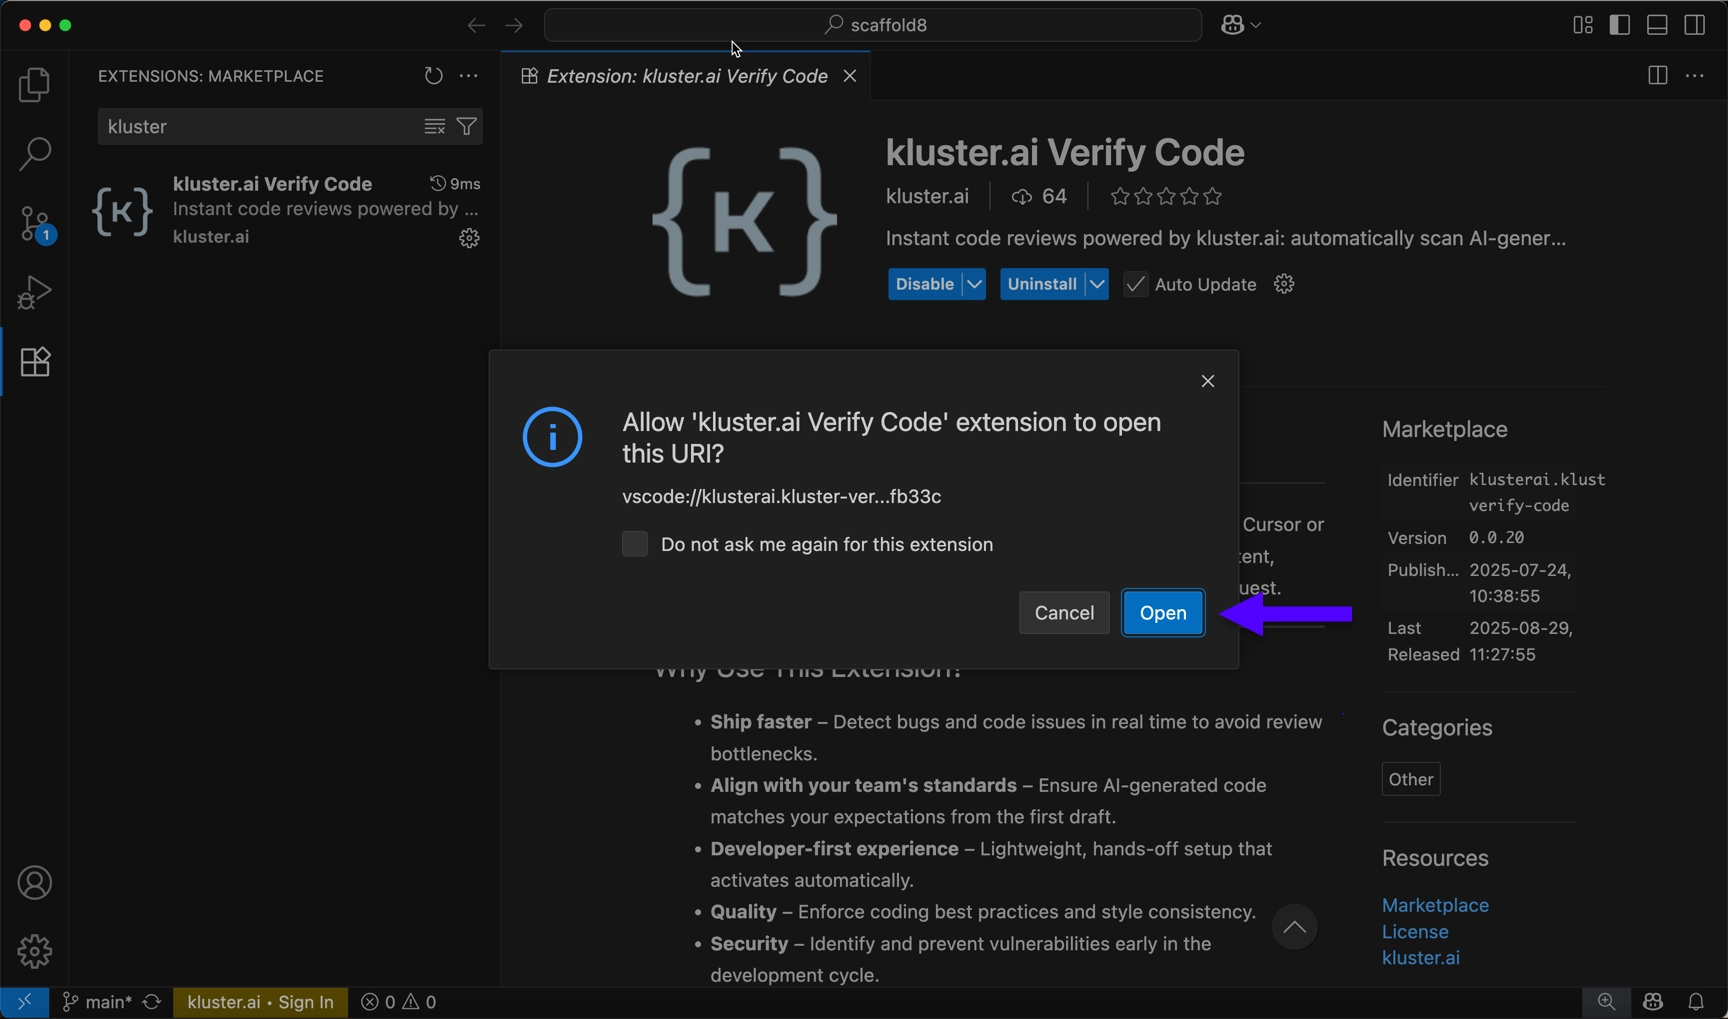 scaffold8
EXTENSIONS: MARKETPLACE
Extension: kluster.ai Verify Code
kluster
kluster.ai Verify Code
9ms
Instant code reviews powered by ...
kluster.ai
1
{K}
{K}
kluster.ai Verify Code
kluster.ai
64
Instant code reviews powered by kluster.ai: automatically scan AI-gener...
Disable
Uninstall
Auto Update
Allow 'kluster.ai Verify Code' extension to open
this URI?
vscode://klusterai.kluster-ver...fb33c
Do not ask me again for this extension
Cancel
Open
Cursor or
ent,
uest.
Why Use This Extension?
• Ship faster – Detect bugs and code issues in real time to avoid review
bottlenecks.
• Align with your team's standards – Ensure AI-generated code
matches your expectations from the first draft.
• Developer-first experience – Lightweight, hands-off setup that
activates automatically.
• Quality – Enforce coding best practices and style consistency.
• Security – Identify and prevent vulnerabilities early in the
development cycle.
Marketplace
Identifier klusterai.klust
verify-code
Version 0.0.20
Publish... 2025-07-24,
10:38:55
Last 2025-08-29,
Released 11:27:55
Categories
Other
Resources
Marketplace
License
kluster.ai
main*
kluster.ai • Sign In
0
0